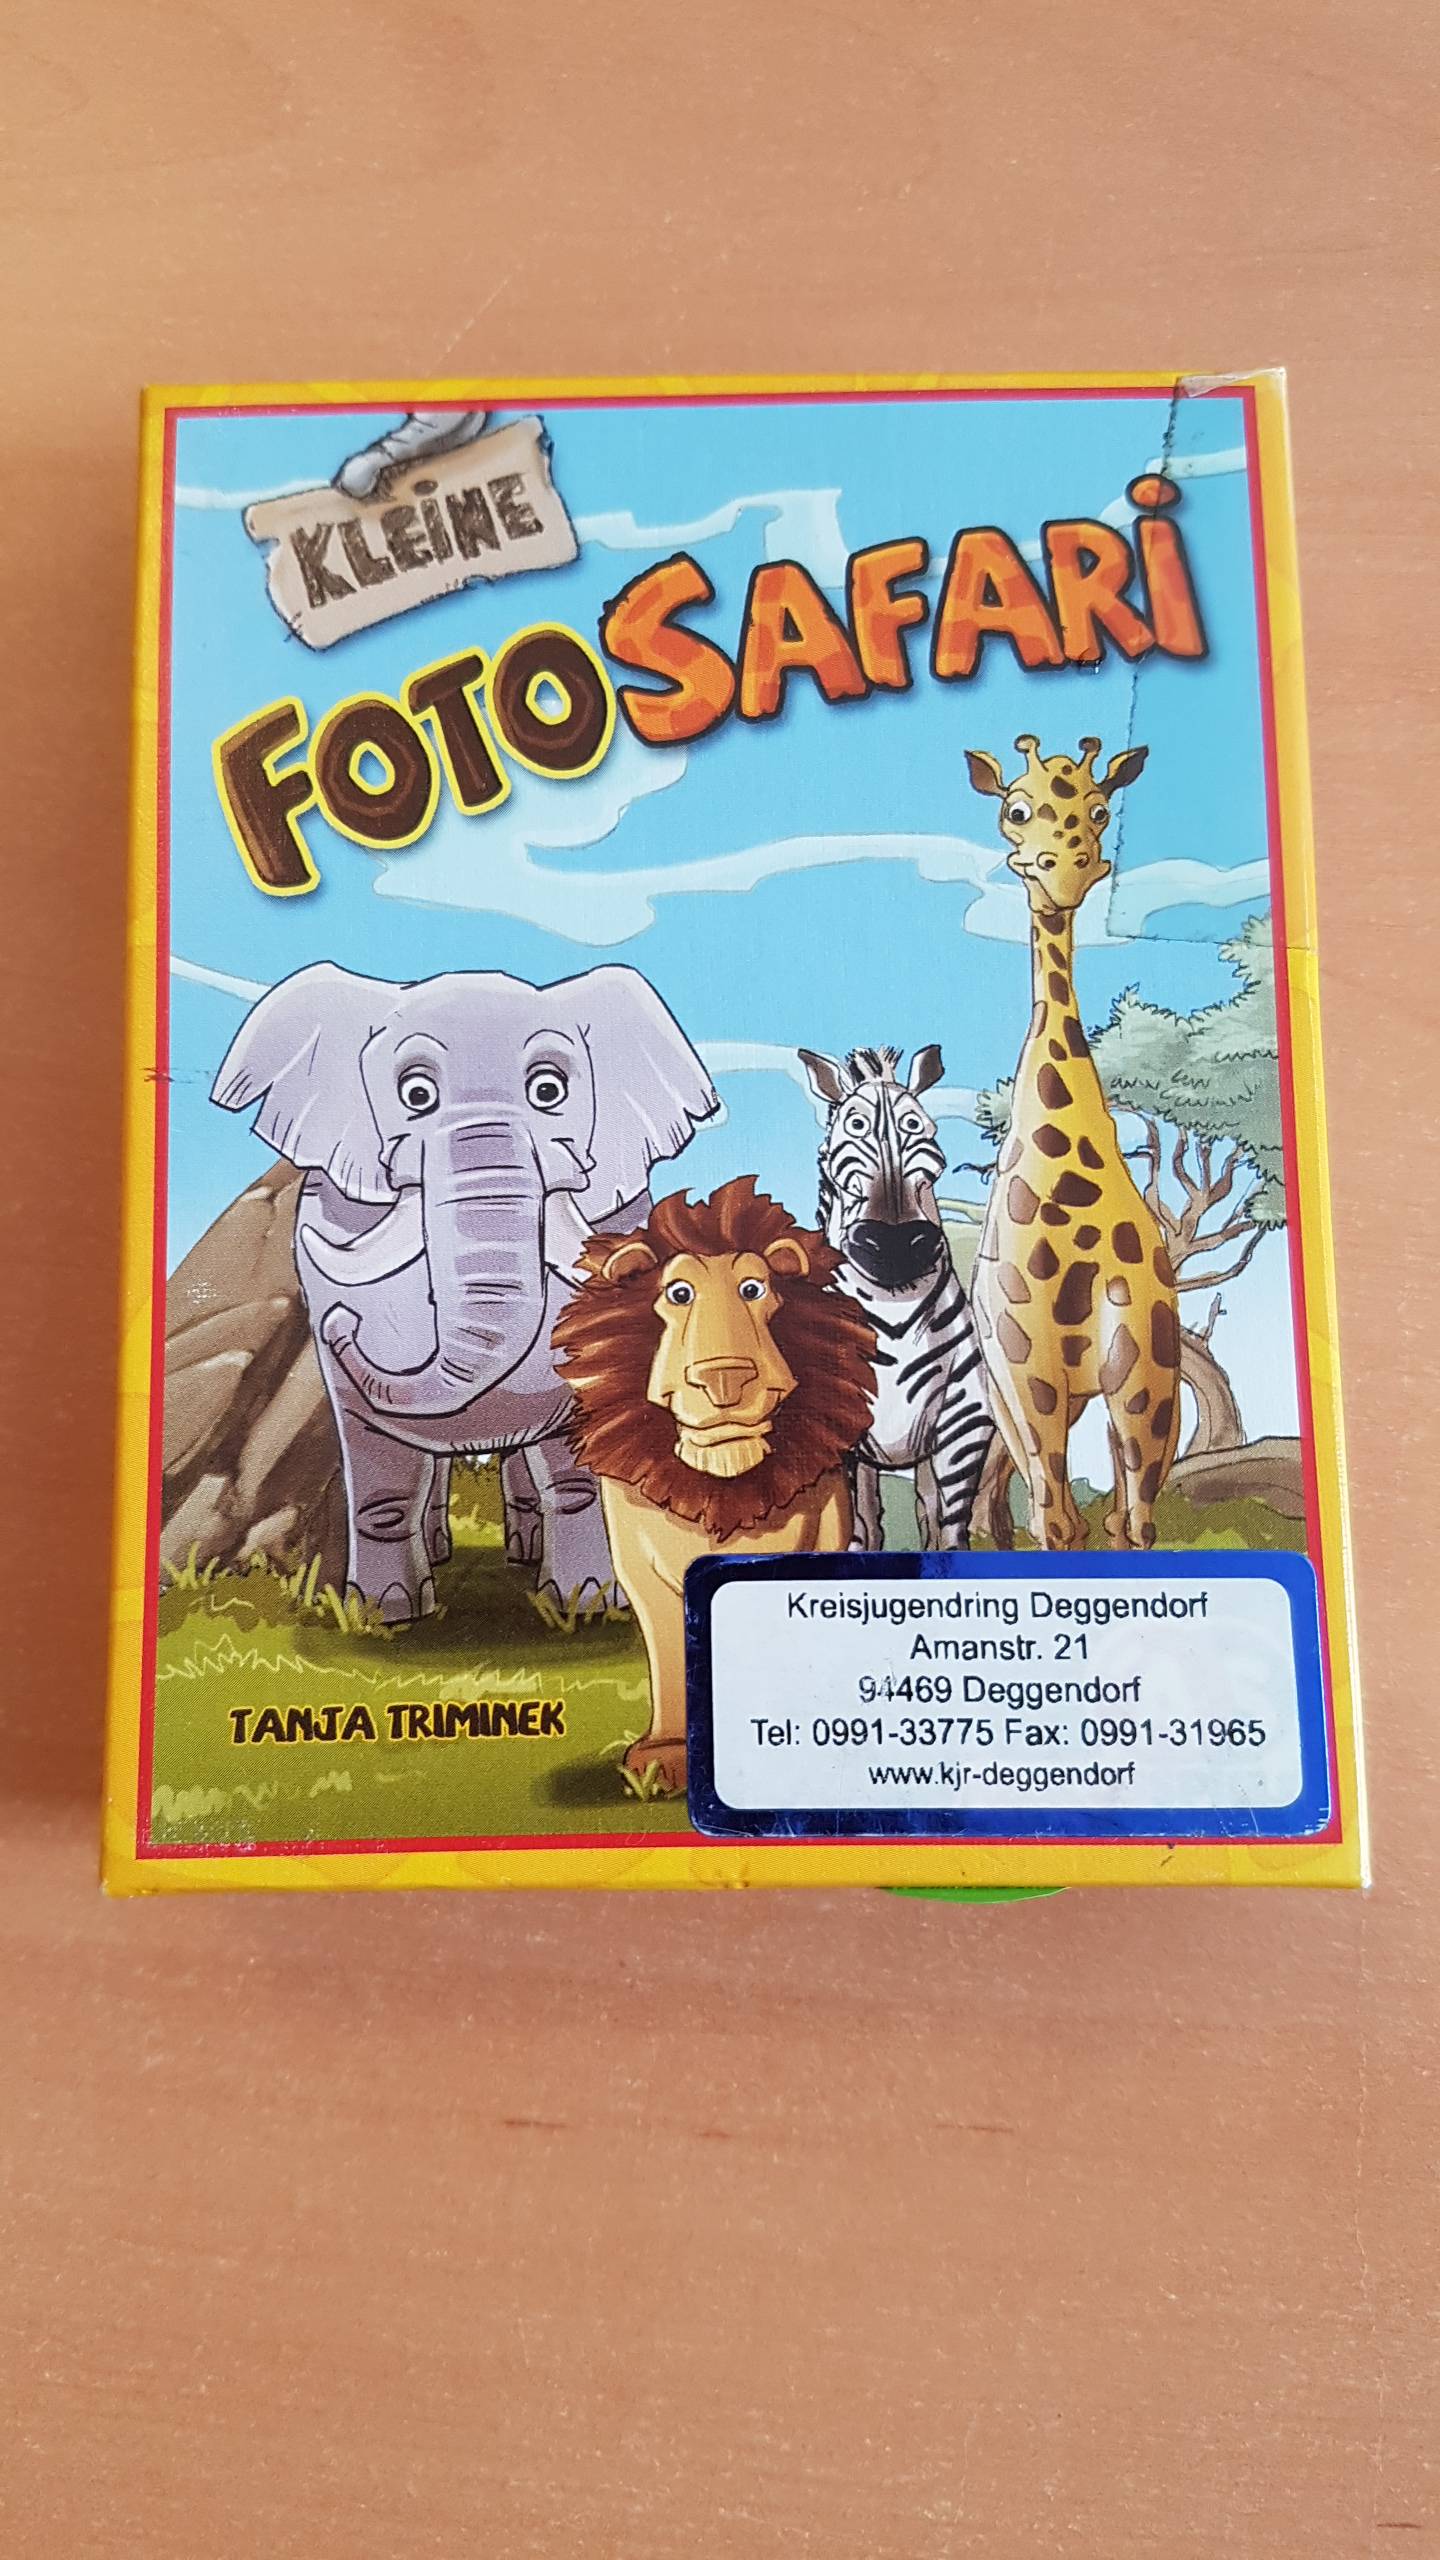 KLEINE
FOTOSAFARI
TANJA TRIMINEK
Kreisjugendring Deggendorf
Amanstr. 21
94469 Deggendorf
Tel: 0991-33775 Fax: 0991-31965
www.kjr-deggendorf